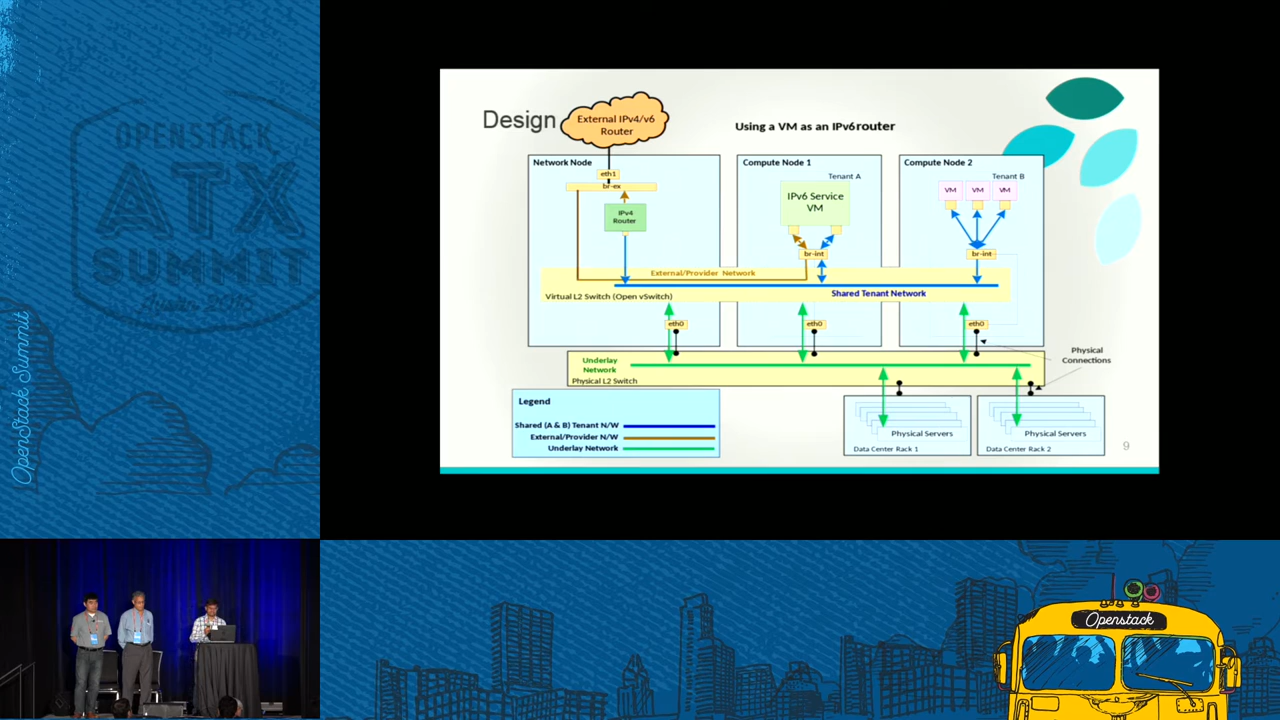 OPENSTACK
ATX
SUMMIT
OpenStack Summit
Design
External IPv4/v6
Router
Using a VM as an IPv6 router
Network Node
eth1
br-ex
IPv4
Router
Compute Node 1
Tenant A
IPv6 Service
VM
br-int
Compute Node 2
Tenant B
VM
VM
VM
br-int
External/Provider Network
Virtual L2 Switch (Open vSwitch)
Shared Tenant Network
eth0
eth0
eth0
Underlay
Network
Physical L2 Switch
Physical
Connections
Legend
Shared (A & B) Tenant N/W
External/Provider N/W
Underlay Network
Physical Servers
Data Center Rack 1
Physical Servers
Data Center Rack 2
9
Openstack